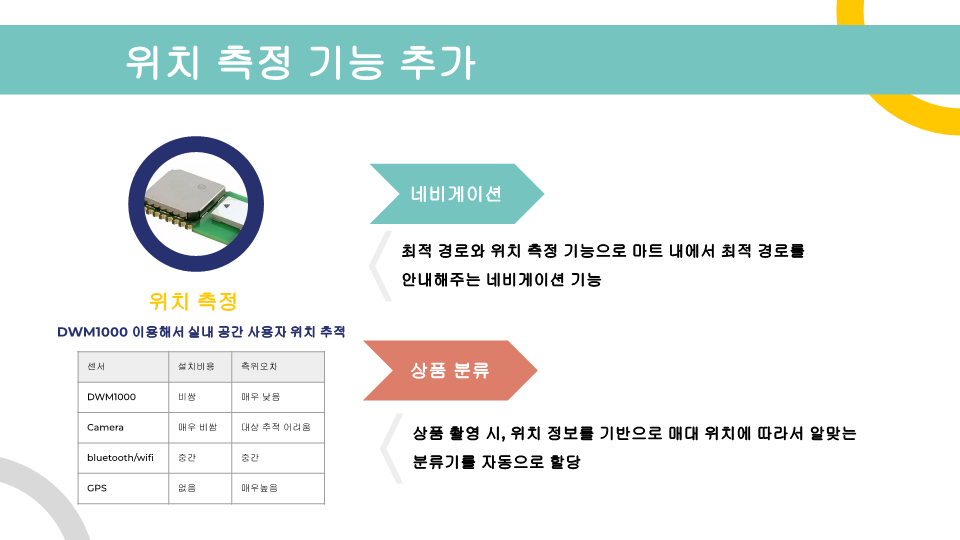 위치 측정 기능 추가
위치 측정
DWM1000 이용해서 실내 공간 사용자 위치 추적
센서 설치비용 측위오차
DWM1000 비쌈 매우 낮음
Camera 매우 비쌈 대상 추적 어려움
bluetooth/wifi 중간 중간
GPS 없음 매우높음
네비게이션
최적 경로와 위치 측정 기능으로 마트 내에서 최적 경로를
안내해주는 네비게이션 기능
상품 분류
상품 촬영 시, 위치 정보를 기반으로 매대 위치에 따라서 알맞는
분류기를 자동으로 할당